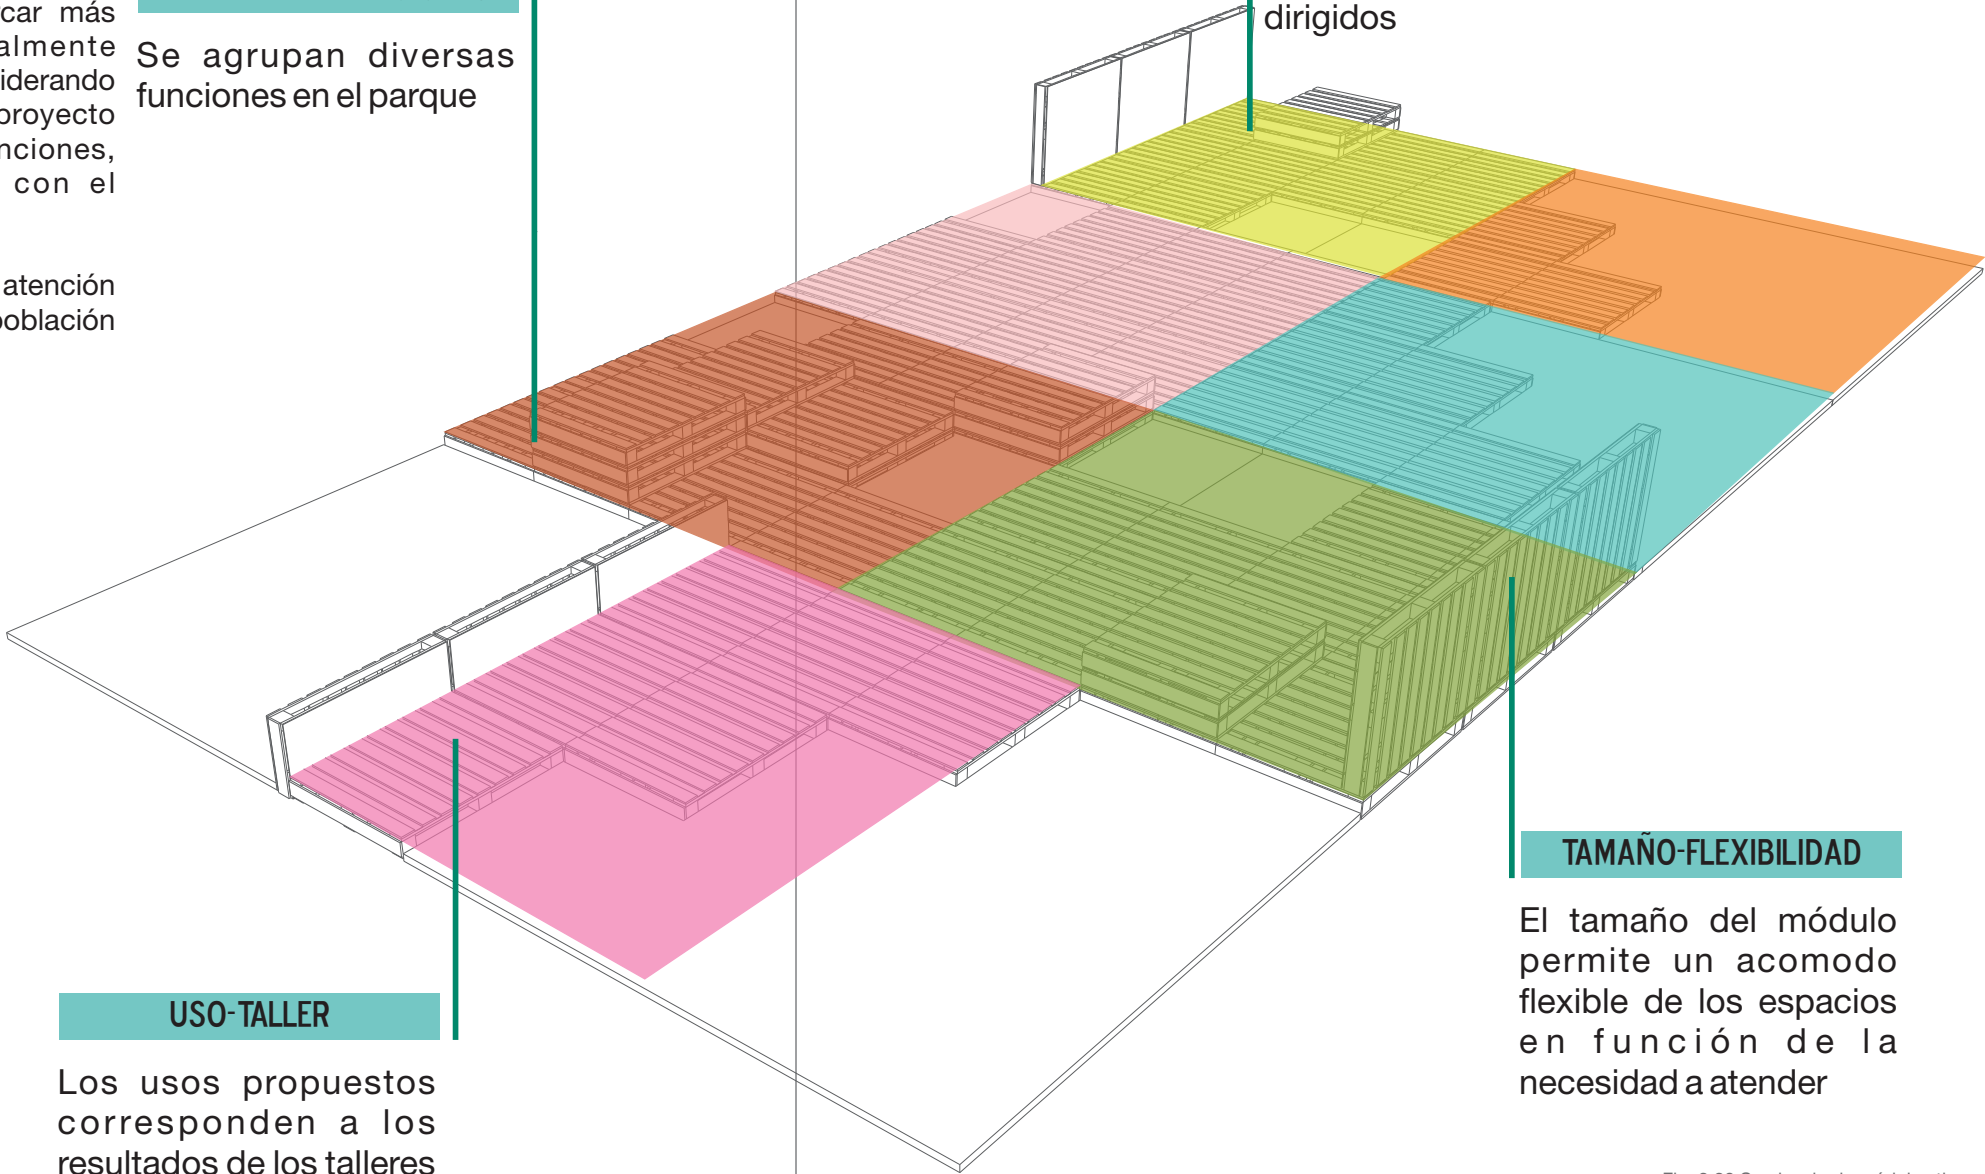 más
almente
iderando
proyecto
nciones,
con el
atención
población
Se agrupan diversas
funciones en el parque
dirigidos
TAMAÑO-FLEXIBILIDAD
El tamaño del módulo
permite un acomodo
flexible de los espacios
en función de la
necesidad a atender
USO-TALLER
Los usos propuestos
corresponden a los
resultados de los talleres